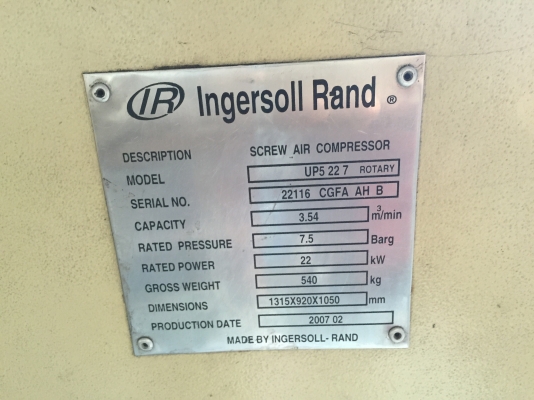 IR Ingersoll Rand ®
DESCRIPTION SCREW AIR COMPRESSOR
MODEL UP5 22 7 ROTARY
SERIAL NO. 22116 CGFA AH B
CAPACITY 3.54 m³/min
RATED PRESSURE 7.5 Barg
RATED POWER 22 kW
GROSS WEIGHT 540 kg
DIMENSIONS 1315X920X1050 mm
PRODUCTION DATE 2007 02
MADE BY INGERSOLL- RAND